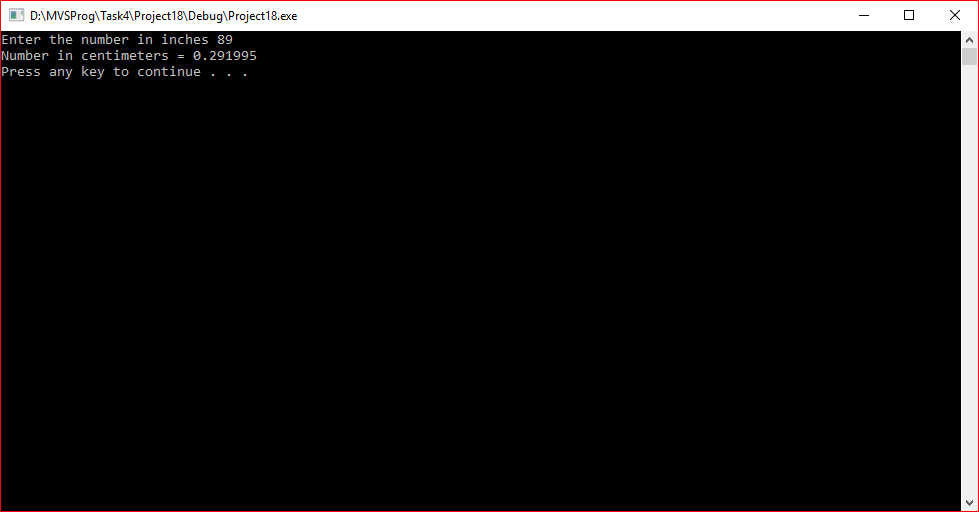 D:\MVSProg\Task4\Project18\Debug\Project18.exe
Enter the number in inches 89
Number in centimeters = 0.291995
Press any key to continue . . .